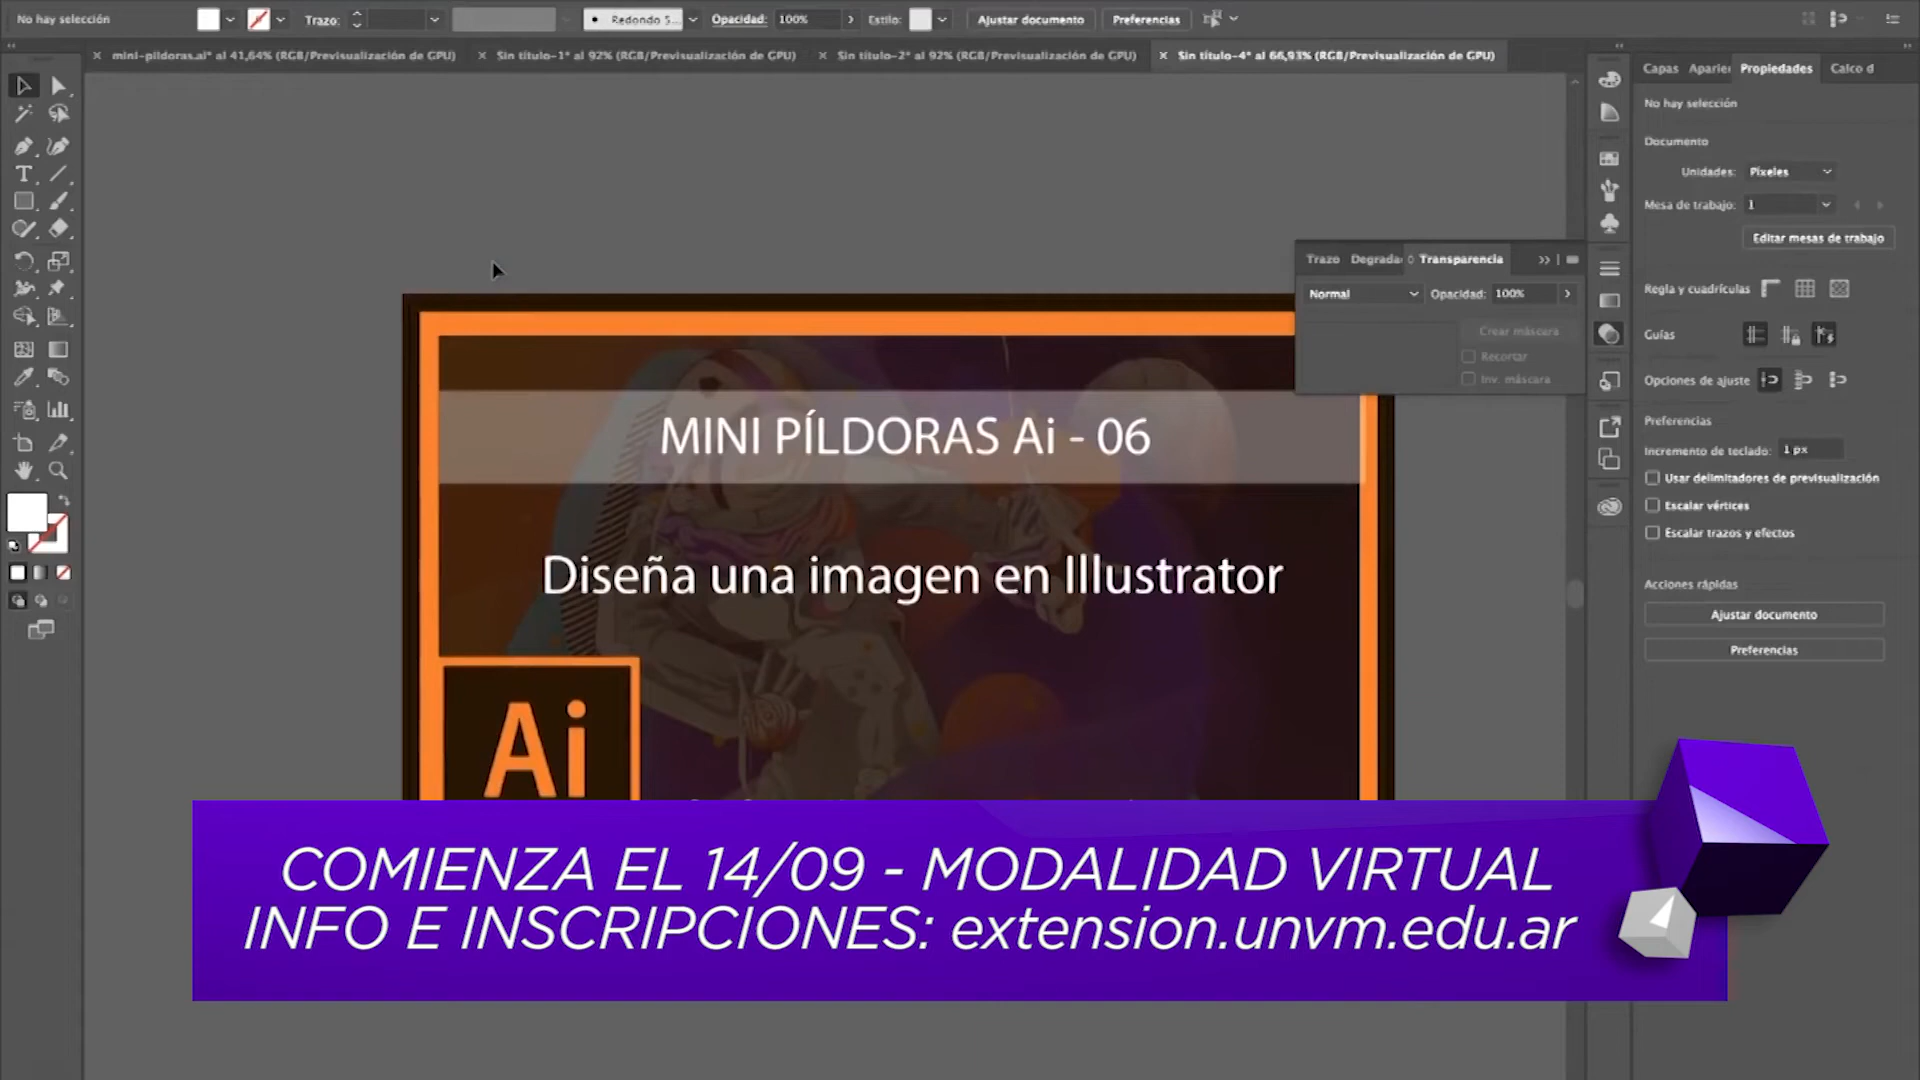 No hay selección
Trazo:
Redondo 5...
Opacidad:
100%
Estilo:
Ajustar documento
Preferencias
mini-píldoras.ai* al 41,64% (RGB/Previsualización de GPU)
Sin título-1* al 92% (RGB/Previsualización de GPU)
Sin título-2* al 92% (RGB/Previsualización de GPU)
Sin título-4* al 66,93% (RGB/Previsualización de GPU)
Capas
Aparie
Propiedades
Calco d
No hay selección
Documento
Unidades:
Píxeles
Mesa de trabajo:
1
Editar mesas de trabajo
Trazo
Degrada
Transparencia
Normal
Opacidad:
100%
Crear máscara
Recortar
Inv. máscara
Regla y cuadrículas
Guías
Opciones de ajuste
Preferencias
Incremento de teclado:
1 px
Usar delimitadores de previsualización
Escalar vértices
Escalar trazos y efectos
Acciones rápidas
Ajustar documento
Preferencias
MINI PÍLDORAS Ai - 06
Diseña una imagen en Illustrator
Ai
COMIENZA EL 14/09 - MODALIDAD VIRTUAL
INFO E INSCRIPCIONES: extension.unvm.edu.ar